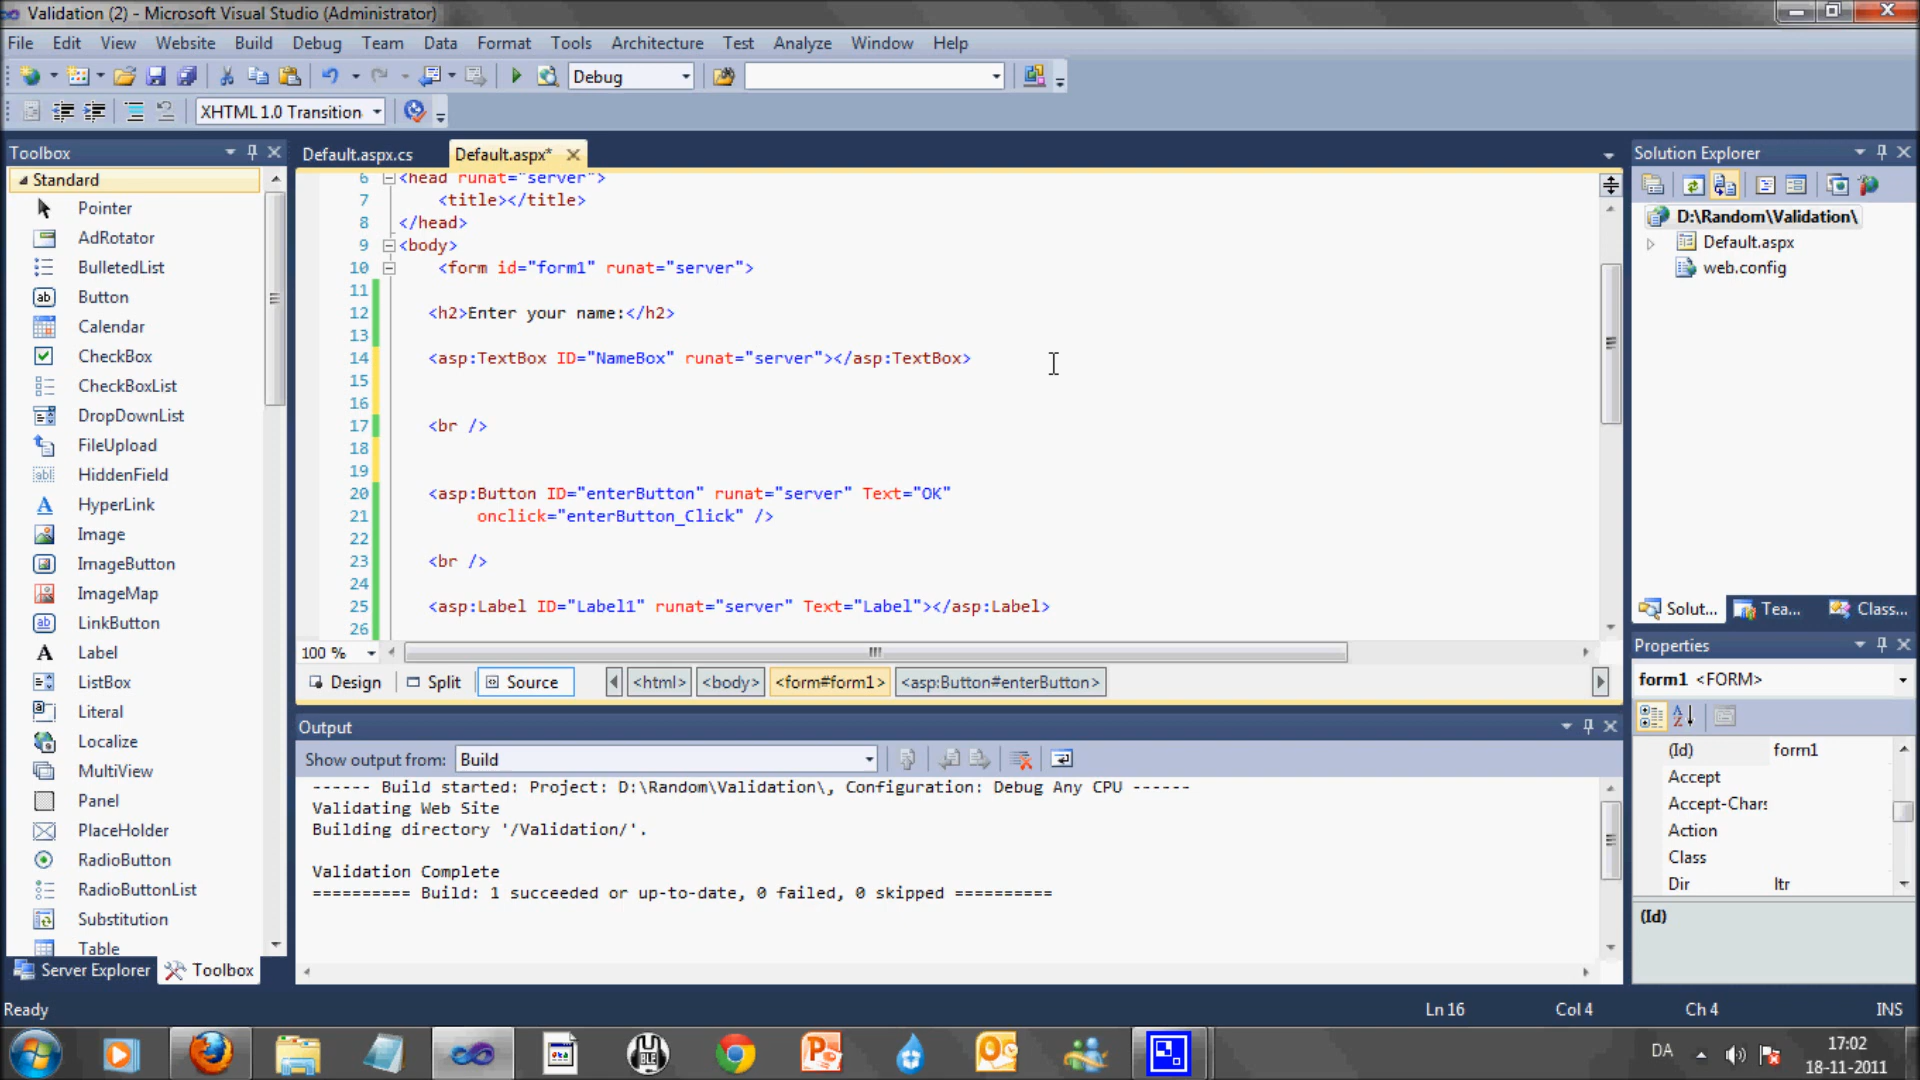 Validation (2) - Microsoft Visual Studio (Administrator)
File Edit View Website Build Debug Team Data Format Tools Architecture Test Analyze Window Help
Debug
XHTML 1.0 Transition
Toolbox
Standard
Pointer
AdRotator
BulletedList
Button
Calendar
CheckBox
CheckBoxList
DropDownList
FileUpload
HiddenField
HyperLink
Image
ImageButton
ImageMap
LinkButton
Label
ListBox
Literal
Localize
MultiView
Panel
PlaceHolder
RadioButton
RadioButtonList
Substitution
Table
Server Explorer Toolbox
Default.aspx.cs Default.aspx*
6 <head runat="server">
7 <title></title>
8 </head>
9 <body>
10 <form id="form1" runat="server">
11
12 <h2>Enter your name:</h2>
13
14 <asp:TextBox ID="NameBox" runat="server"></asp:TextBox>
15
16
17 <br />
18
19
20 <asp:Button ID="enterButton" runat="server" Text="OK"
21 onclick="enterButton_Click" />
22
23 <br />
24
25 <asp:Label ID="Label1" runat="server" Text="Label"></asp:Label>
26
100 %
Design Split Source <html> <body> <form#form1> <asp:Button#enterButton>
Output
Show output from: Build
------ Build started: Project: D:\Random\Validation\, Configuration: Debug Any CPU ------
Validating Web Site
Building directory '/Validation/'.
Validation Complete
========== Build: 1 succeeded or up-to-date, 0 failed, 0 skipped ==========
Solution Explorer
D:\Random\Validation\
Default.aspx
web.config
Solut... Tea... Class...
Properties
form1 <FORM>
(Id) form1
Accept
Accept-Chars
Action
Class
Dir ltr
(Id)
Ready Ln 16 Col 4 Ch 4 INS
DA
17:02
18-11-2011